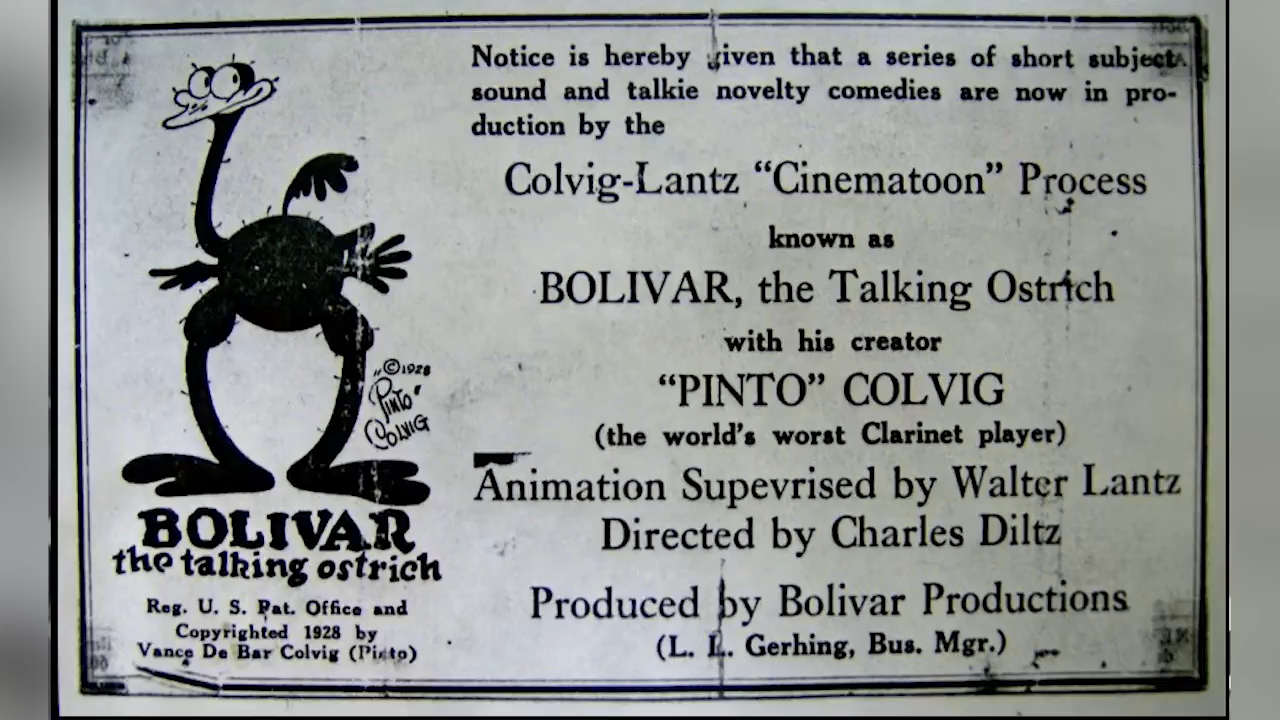 Notice is hereby given that a series of short subject
sound and talkie novelty comedies are now in pro-
duction by the
Colvig-Lantz “Cinematoon” Process
known as
BOLIVAR, the Talking Ostrich
with his creator
“PINTO” COLVIG
(the world's worst Clarinet player)
Animation Supevrised by Walter Lantz
Directed by Charles Diltz
Produced by Bolivar Productions
(L. L. Gerhing, Bus. Mgr.)
©1928
"Pinto"
COLVIG
BOLIVAR
the talking ostrich
Reg. U. S. Pat. Office and
Copyrighted 1928 by
Vance De Bar Colvig (Pinto)